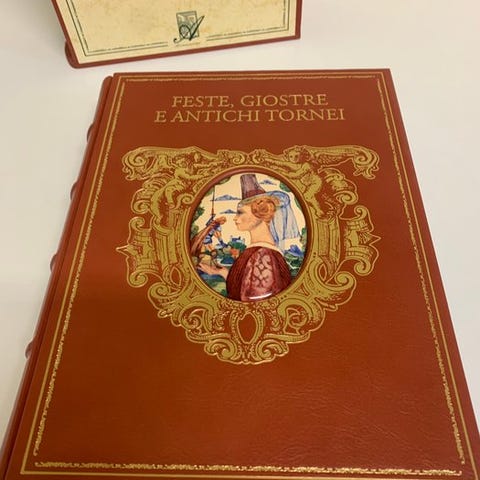 FESTE, GIOSTRE
E ANTICHI TORNEI